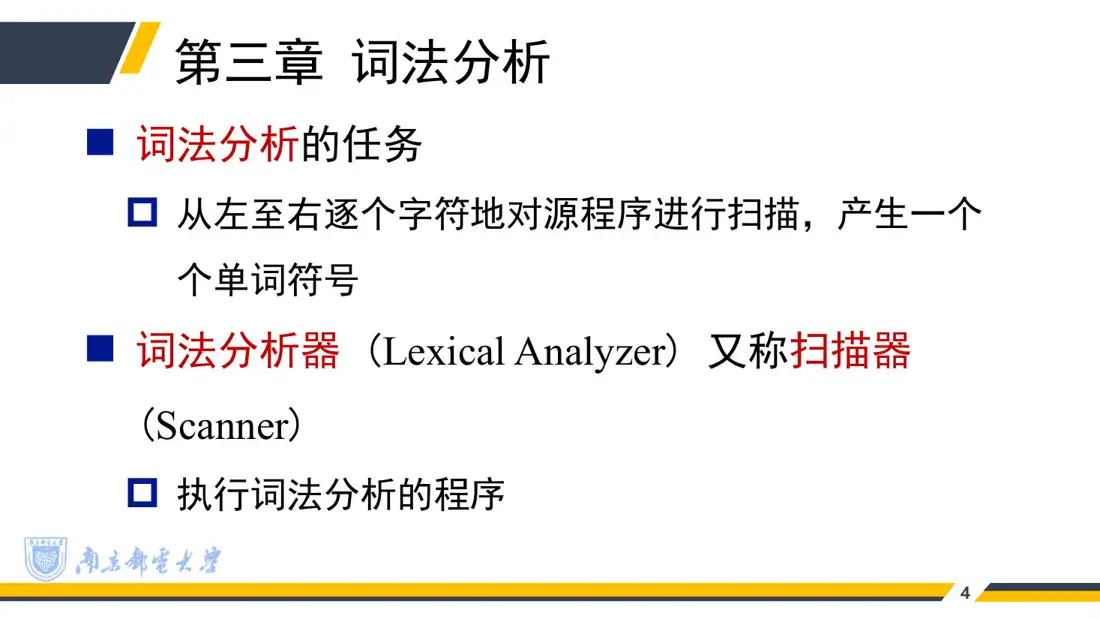 第三章 词法分析
词法分析的任务
从左至右逐个字符地对源程序进行扫描，产生一个
个单词符号
词法分析器（Lexical Analyzer）又称扫描器
（Scanner）
执行词法分析的程序
南京邮电大学
4